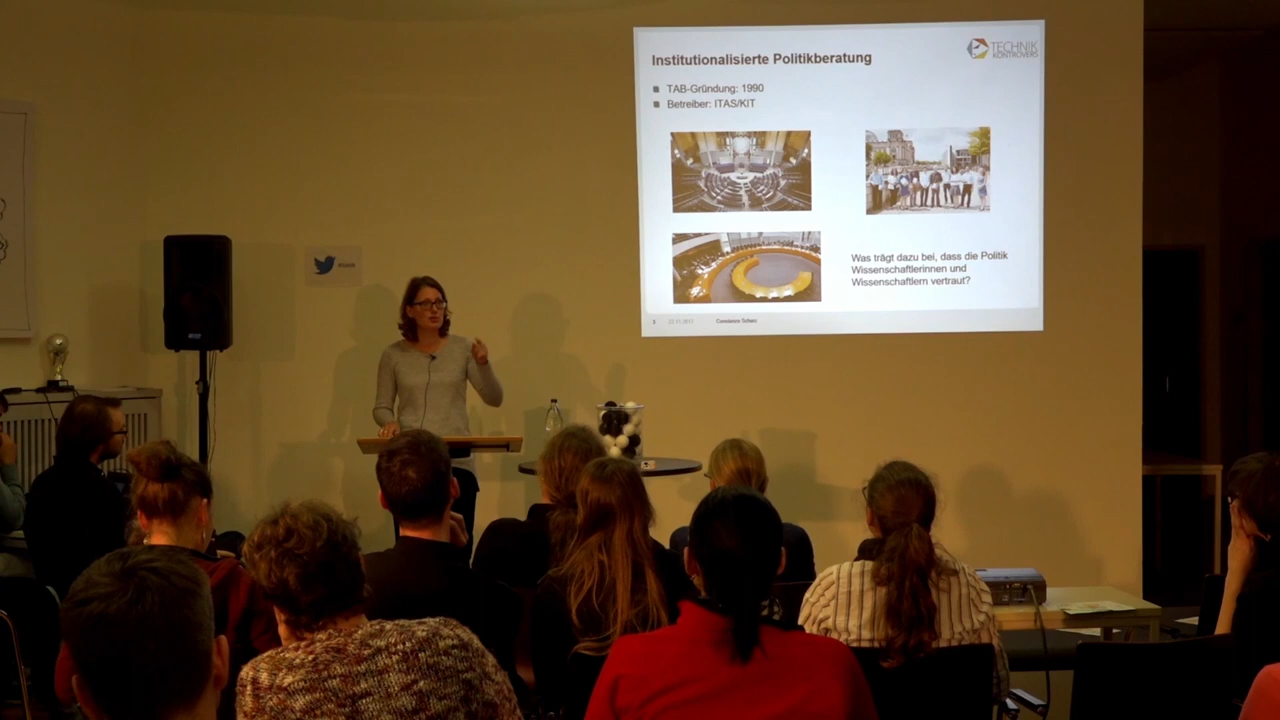 Institutionalisierte Politikberatung
TECHNIK
KONTROVERS
TAB-Gründung: 1990
Betreiber: ITAS/KIT
Was trägt dazu bei, dass die Politik
Wissenschaftlerinnen und
Wissenschaftlern vertraut?
3